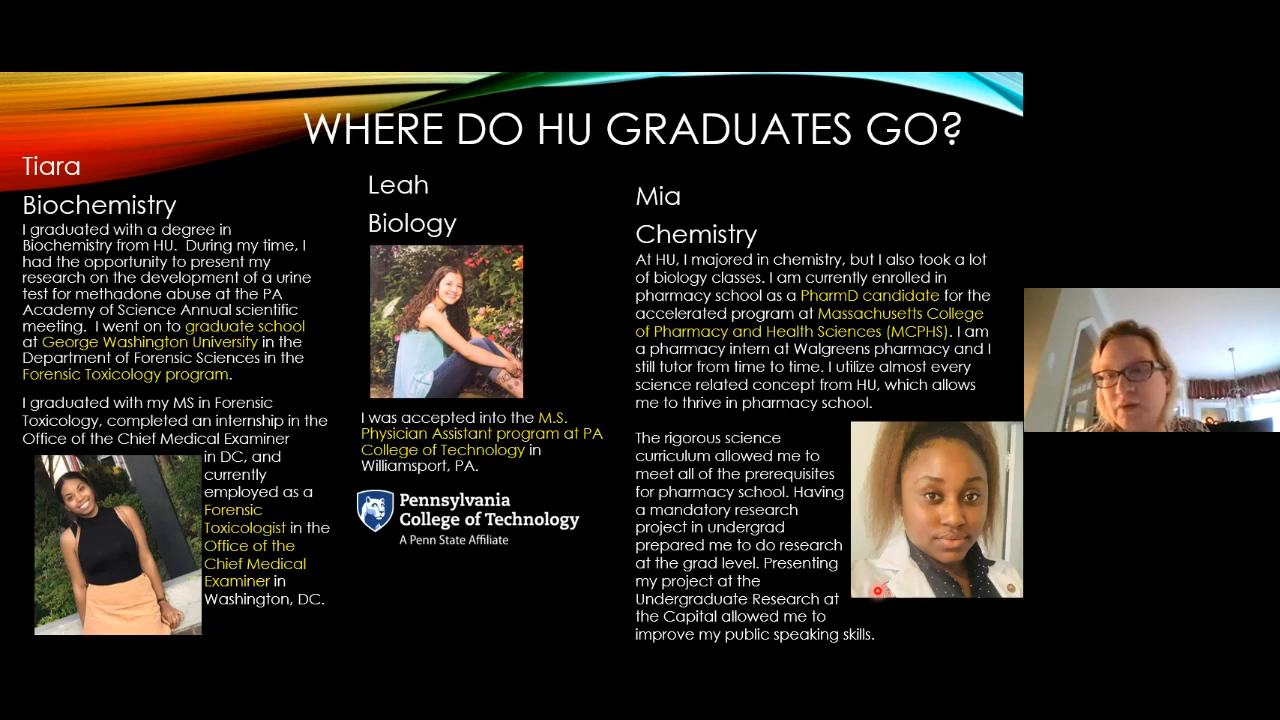 WHERE DO HU GRADUATES GO?
Tiara
Biochemistry
I graduated with a degree in
Biochemistry from HU. During my time, I
had the opportunity to present my
research on the development of a urine
test for methadone abuse at the PA
Academy of Science Annual scientific
meeting. I went on to graduate school
at George Washington University in the
Department of Forensic Sciences in the
Forensic Toxicology program.
I graduated with my MS in Forensic
Toxicology, completed an internship in the
Office of the Chief Medical Examiner
in DC, and
currently
employed as a
Forensic
Toxicologist in the
Office of the
Chief Medical
Examiner in
Washington, DC.
Leah
Biology
I was accepted into the M.S.
Physician Assistant program at PA
College of Technology in
Williamsport, PA.
Pennsylvania
College of Technology
A Penn State Affiliate
Mia
Chemistry
At HU, I majored in chemistry, but I also took a lot
of biology classes. I am currently enrolled in
pharmacy school as a PharmD candidate for the
accelerated program at Massachusetts College
of Pharmacy and Health Sciences (MCPHS). I am
a pharmacy intern at Walgreens pharmacy and I
still tutor from time to time. I utilize almost every
science related concept from HU, which allows
me to thrive in pharmacy school.
The rigorous science
curriculum allowed me to
meet all of the prerequisites
for pharmacy school. Having
a mandatory research
project in undergrad
prepared me to do research
at the grad level. Presenting
my project at the
Undergraduate Research at
the Capital allowed me to
improve my public speaking skills.